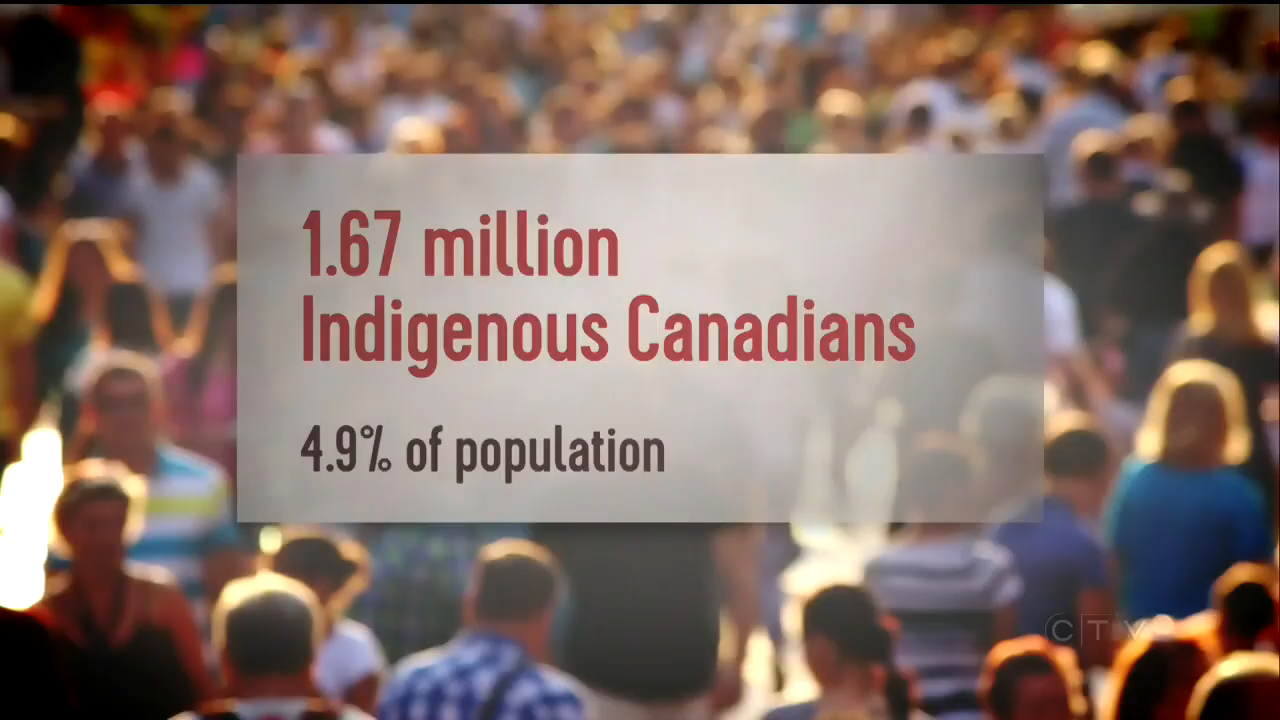 1.67 million
Indigenous Canadians
4.9% of population
CTV